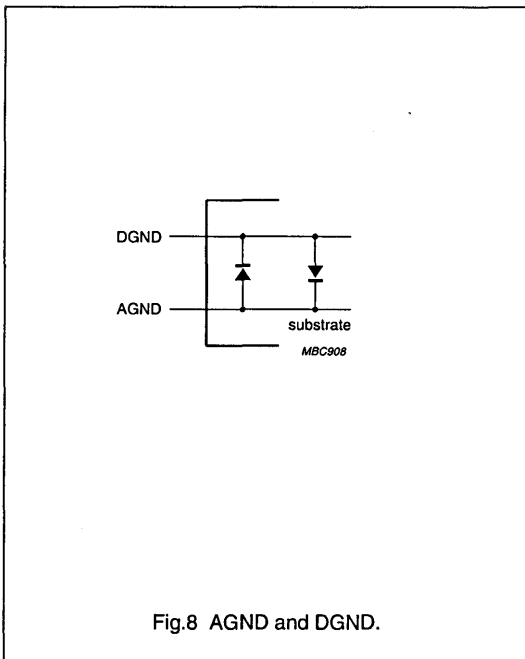 DGND
AGND
substrate
MBC908
Fig.8 AGND and DGND.